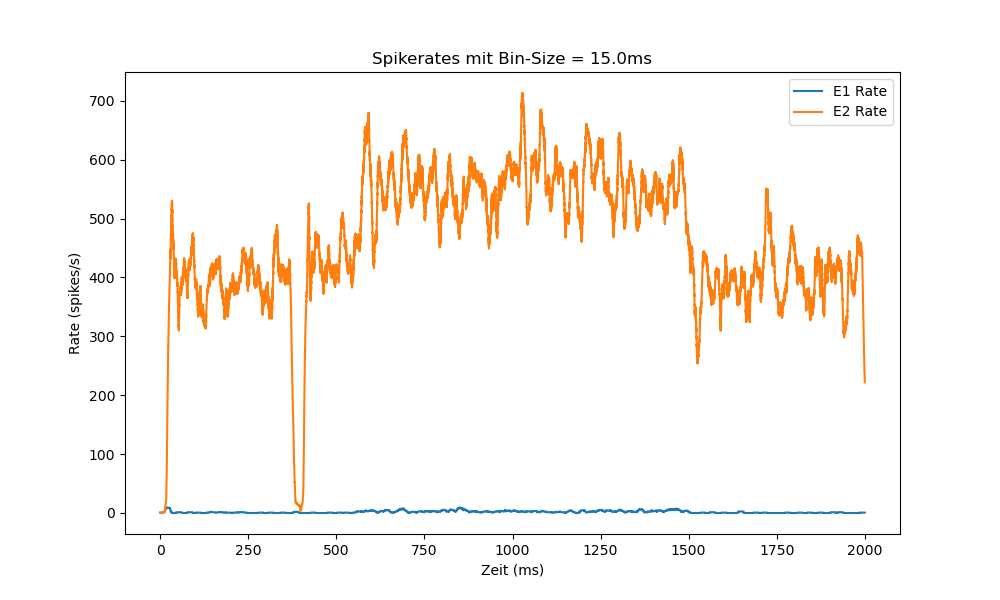 Spikerates mit Bin-Size = 15.0ms
E1 Rate
E2 Rate
Rate (spikes/s)
700
600
500
400
300
200
100
0
0 250 500 750 1000 1250 1500 1750 2000
Zeit (ms)